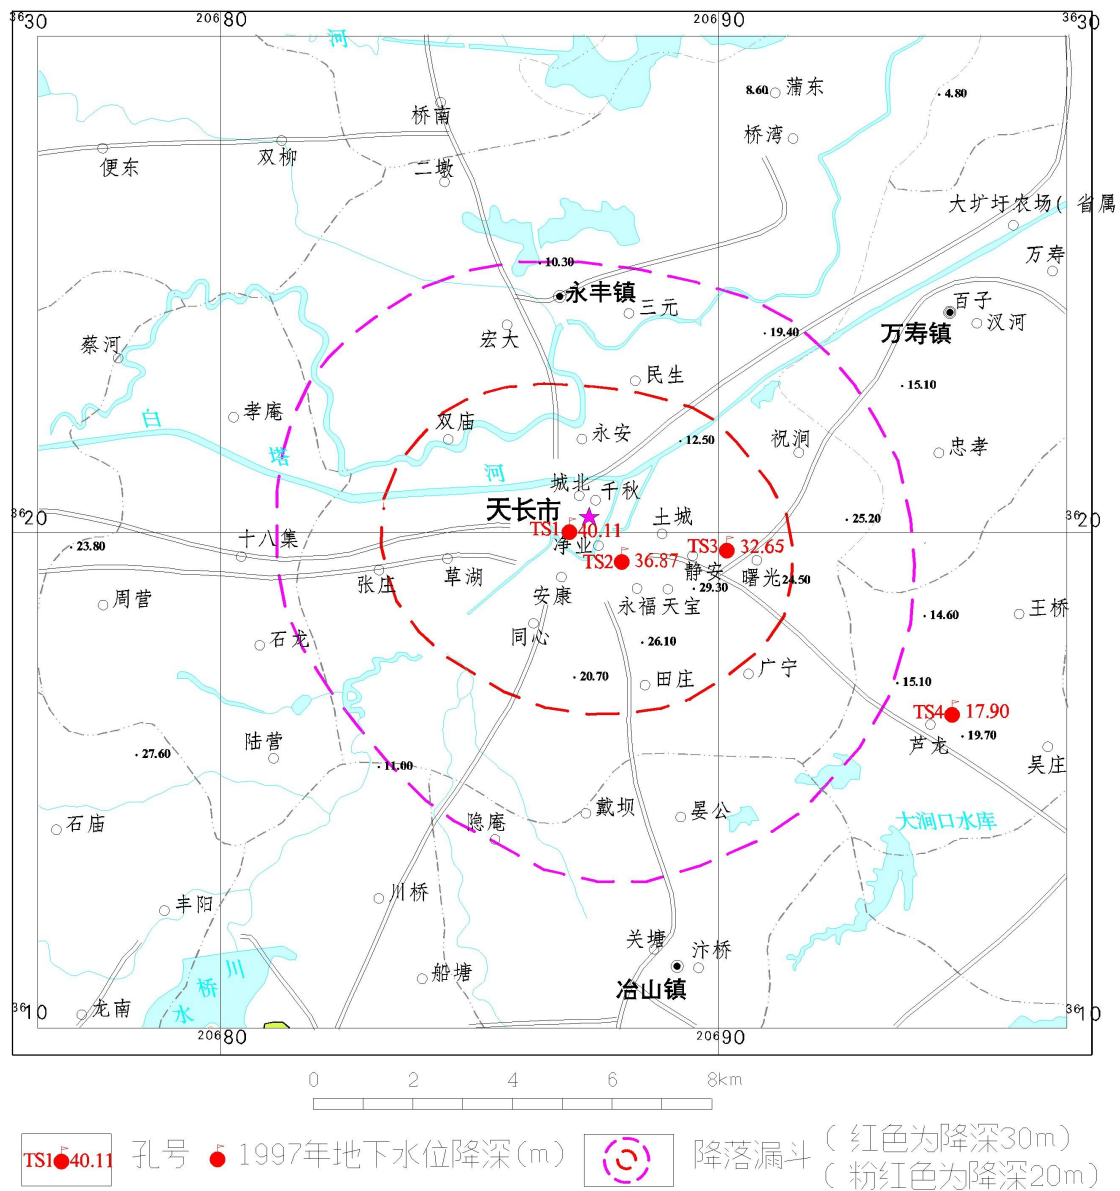 3630
2068 0
2069 0
3630
河
8.60
蒲东
4.80
桥南
桥湾
便东
双柳
二墩
大圹圩农场( 省属
万寿
10.30
永丰镇
三元
百子
汊河
19.40
万寿镇
宏大
蔡河
民生
15.10
孝庵
白
双庙
永安
12.50
祝涧
忠孝
塔
河
城北
千秋
天长市
3620
TS1 40.11
土城
25.20
3620
23.80
十八集
净业
TS2 36.87
TS3 32.65
张庄
草湖
静安
曙光
24.50
周营
安康
永福
天宝
29.30
14.60
王桥
石龙
同心
26.10
广宁
20.70
田庄
15.10
TS4 17.90
陆营
芦龙
19.70
27.60
11.00
吴庄
石庙
隐庵
戴坝
晏公
大涧口水库
丰阳
川桥
关塘
汴桥
川
桥
水
船塘
冶山镇
3610
龙南
3610
2068 0
2069 0
0 2 4 6 8km
TS1 40.11 孔号 1997年地下水位降深(m) 降落漏斗 ( 红色为降深30m)
( 粉红色为降深20m)